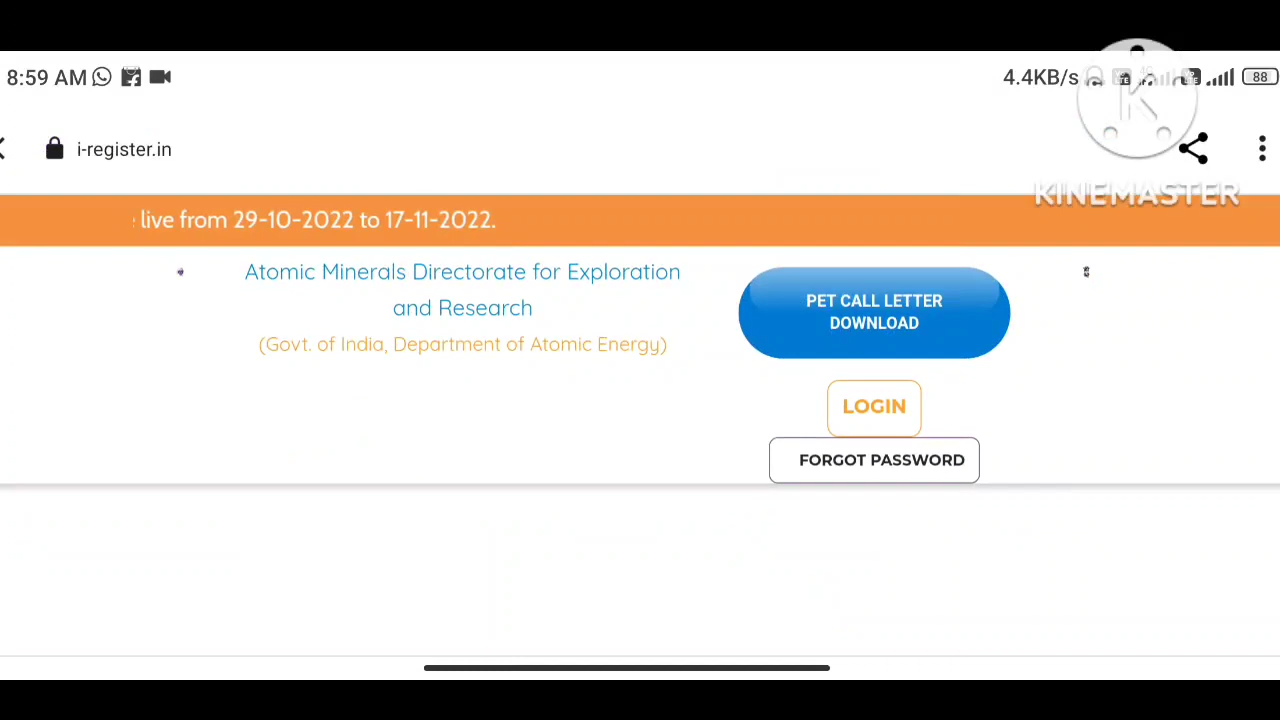 8:59 AM
4.4KB/s
88
KINEMASTER
i-register.in
live from 29-10-2022 to 17-11-2022.
Atomic Minerals Directorate for Exploration
and Research
(Govt. of India, Department of Atomic Energy)
PET CALL LETTER
DOWNLOAD
LOGIN
FORGOT PASSWORD